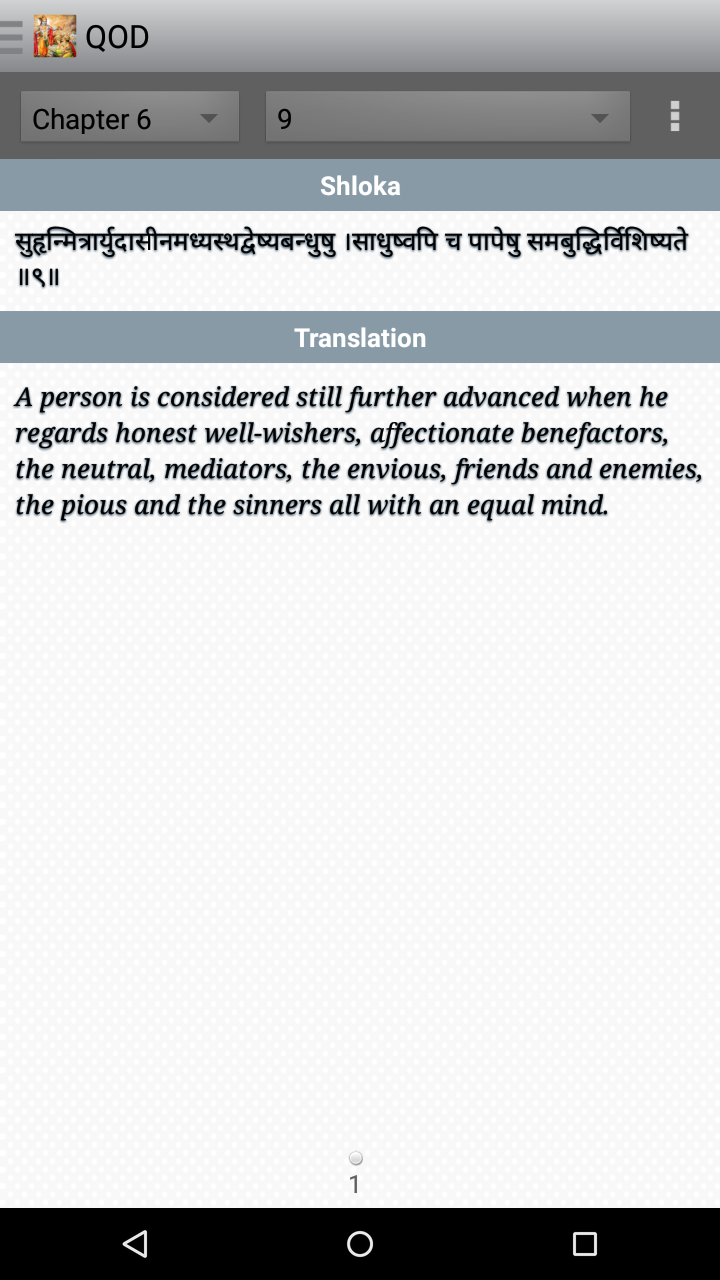 QOD
Chapter 6
9
Shloka
सुहृन्मित्रार्युदासीनमध्यस्थद्वेष्यबन्धुषु ।साधुष्वपि च पापेषु समबुद्धिर्विशिष्यते
॥९॥
Translation
A person is considered still further advanced when he
regards honest well-wishers, affectionate benefactors,
the neutral, mediators, the envious, friends and enemies,
the pious and the sinners all with an equal mind.
1